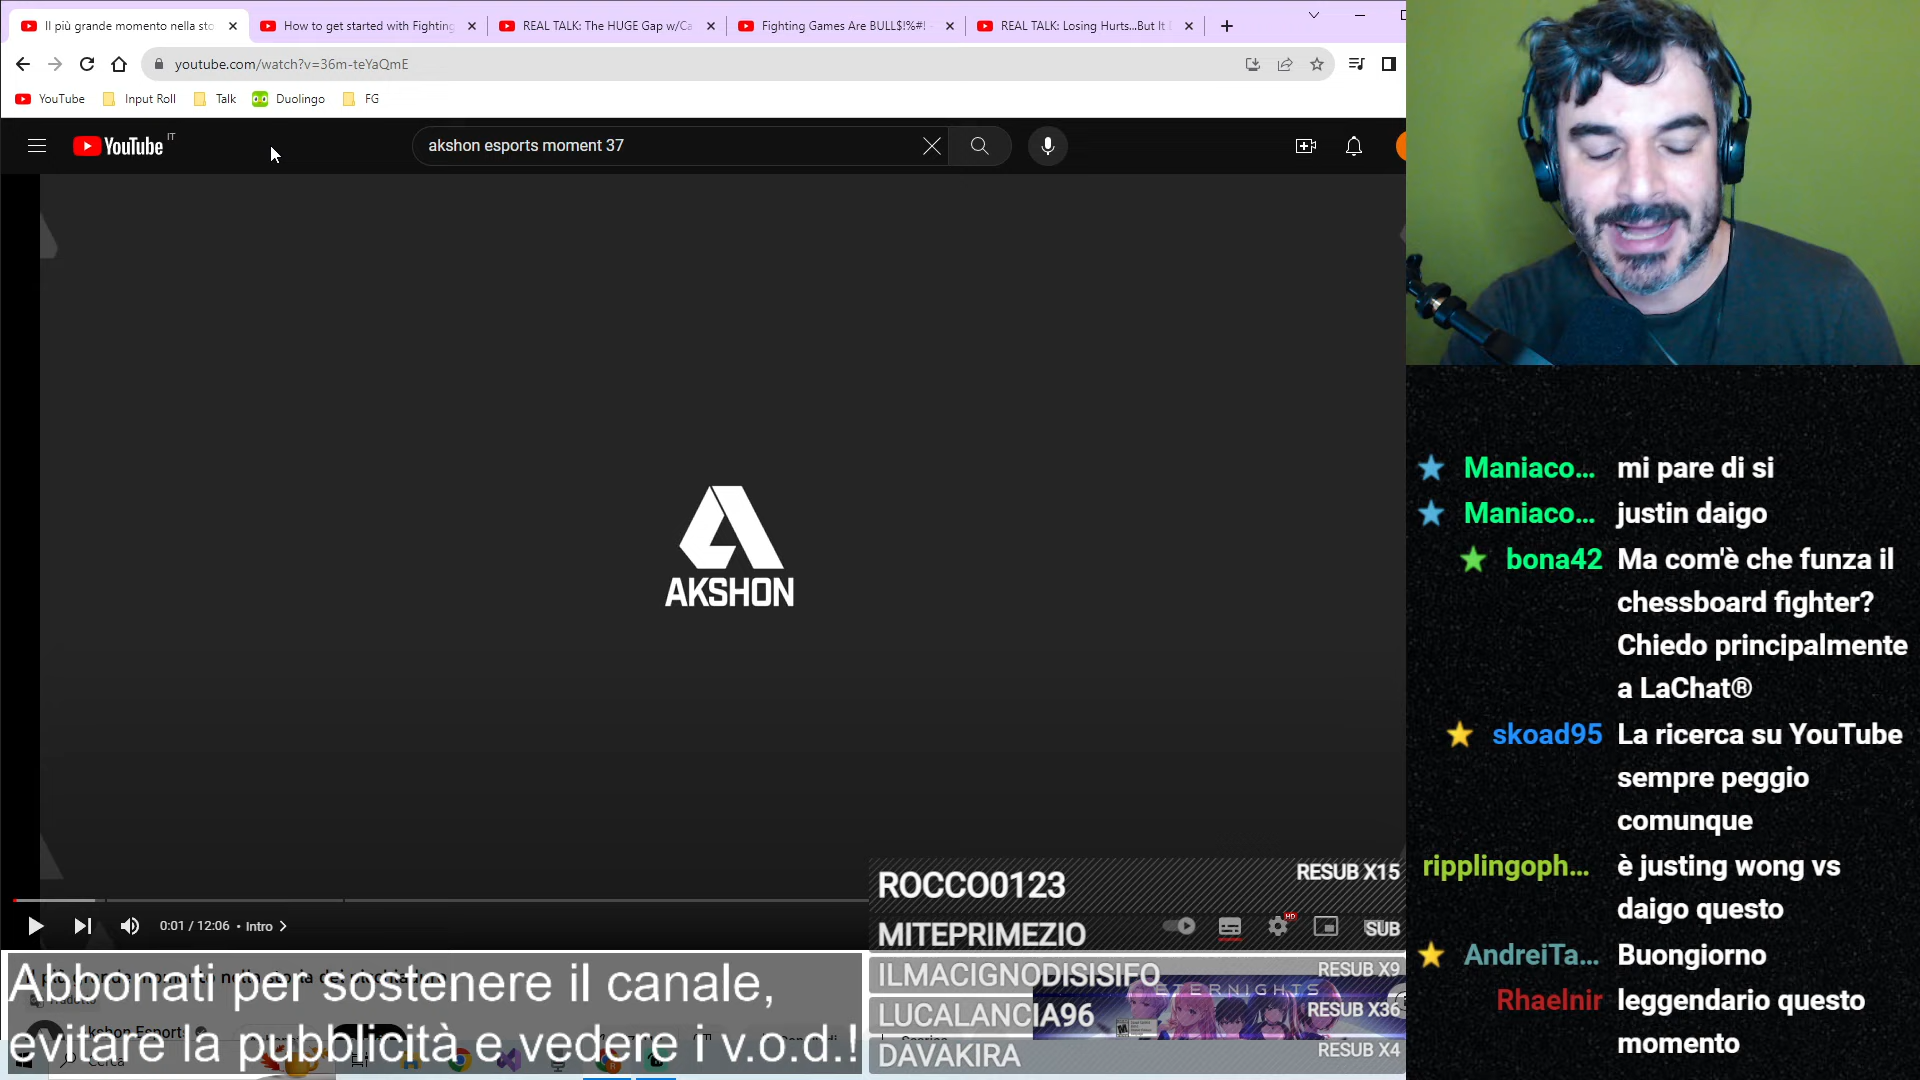 Il più grande momento nella sto
How to get started with Fighting
REAL TALK: The HUGE Gap w/Ca
Fighting Games Are BULL$!%#!
REAL TALK: Losing Hurts...But It
youtube.com/watch?v=36m-teYaQmE
YouTube
Input Roll
Talk
Duolingo
FG
YouTube IT
akshon esports moment 37
AKSHON
0:01 / 12:06 • Intro
HD
ROCCO0123 RESUB X15
MITEPRIMEZIO SUB
ILMACIGNODISISIFO RESUB X9
LUCALANCIA96 RESUB X36
DAVAKIRA RESUB X4
ETERNIGHTS
Abbonati per sostenere il canale,
evitare la pubblicità e vedere i v.o.d.!
Cerca
Maniaco... mi pare di si
Maniaco... justin daigo
bona42 Ma com'è che funza il
chessboard fighter?
Chiedo principalmente
a LaChat®
skoad95 La ricerca su YouTube
sempre peggio
comunque
ripplingoph... è justing wong vs
daigo questo
AndreiTa... Buongiorno
Rhaelnir leggendario questo
momento